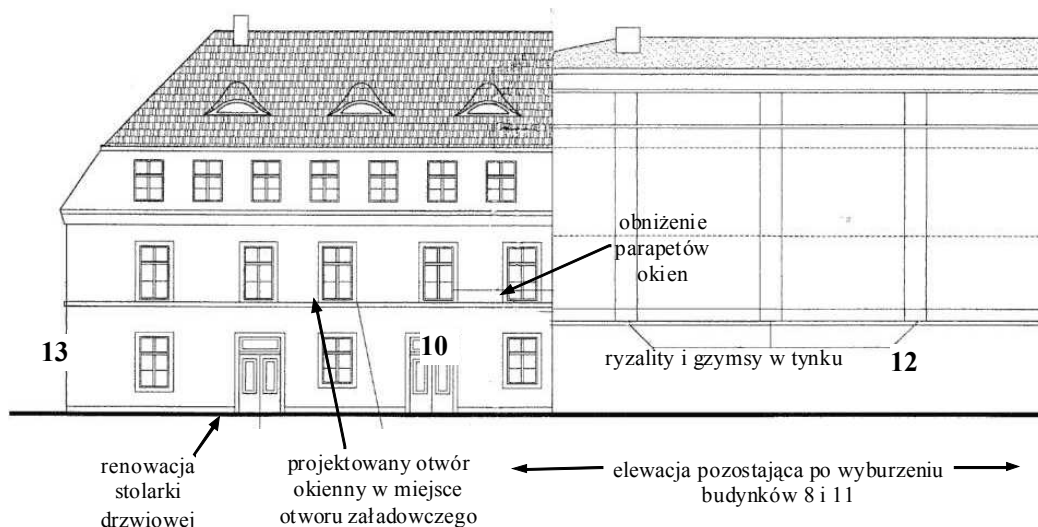 obniżenie
parapetów
okien
13
10
ryzality i gzymsy w tynku
12
renowacja
stolarki
drzwiowej
projektowany otwór
okienny w miejsce
otworu załadowczego
elewacja pozostająca po wyburzeniu
budynków 8 i 11